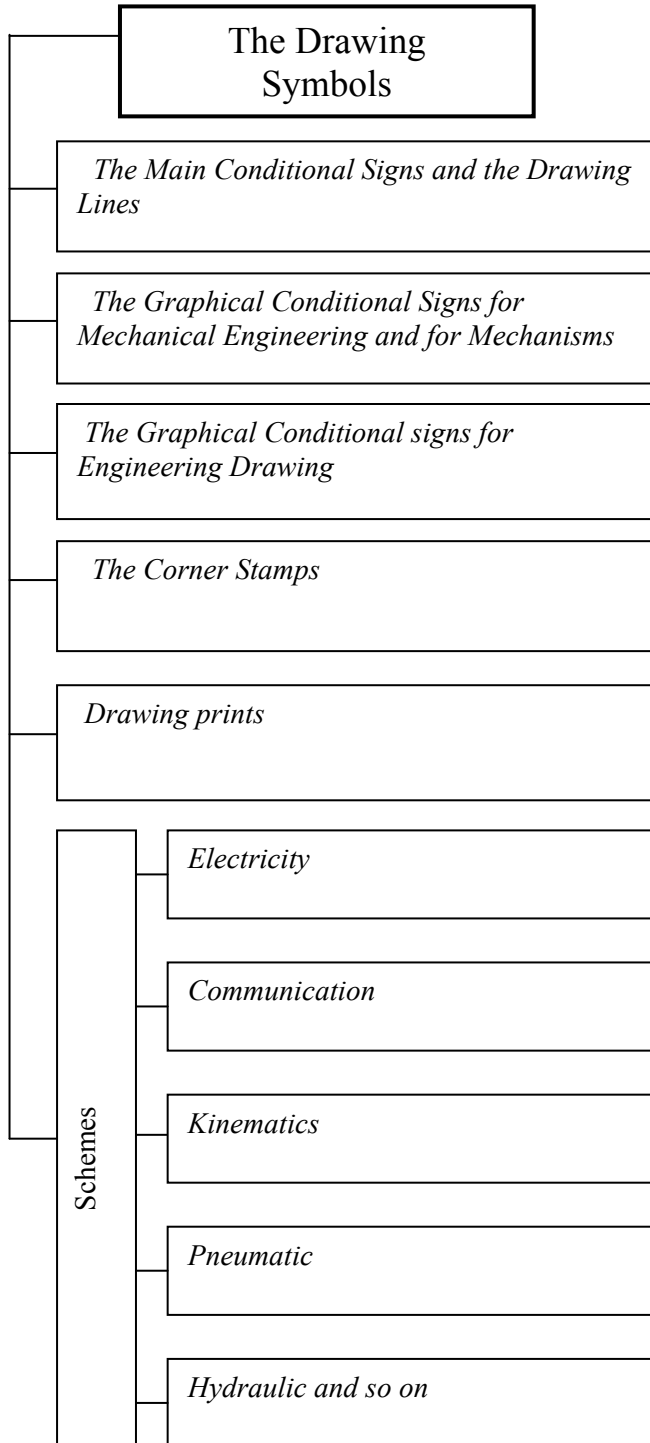 The Drawing
Symbols
The Main Conditional Signs and the Drawing
Lines
The Graphical Conditional Signs for
Mechanical Engineering and for Mechanisms
The Graphical Conditional signs for
Engineering Drawing
The Corner Stamps
Drawing prints
Schemes
Electricity
Communication
Kinematics
Pneumatic
Hydraulic and so on